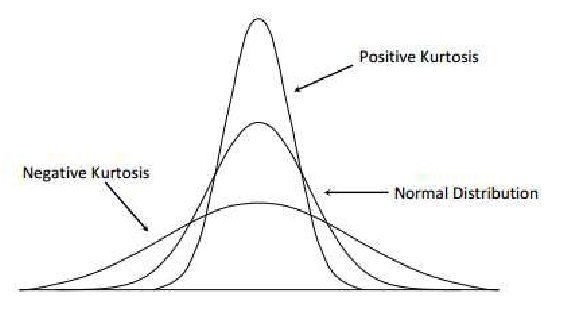 Positive Kurtosis
Negative Kurtosis
Normal Distribution